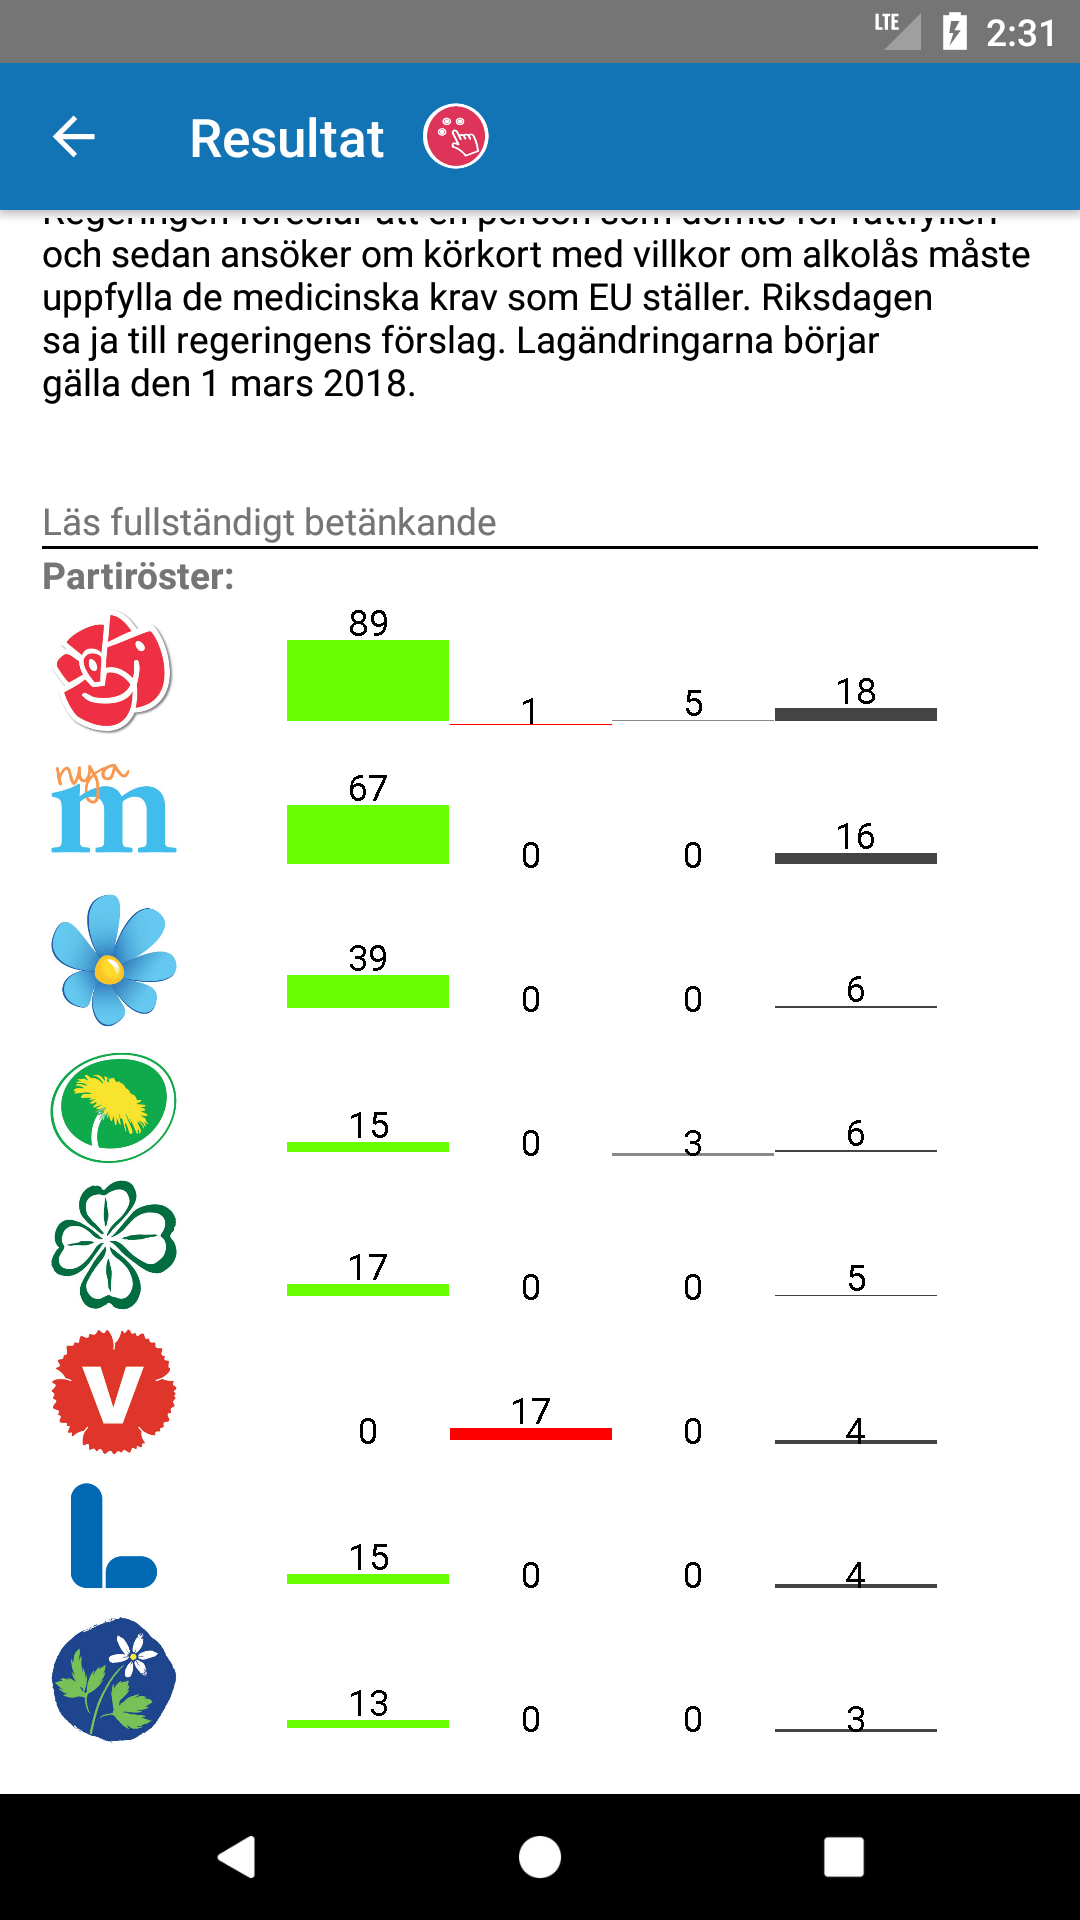 LTE 2:31
Resultat
Regeringen föreslår att en person som dömts för rattfylleri
och sedan ansöker om körkort med villkor om alkolås måste
uppfylla de medicinska krav som EU ställer. Riksdagen
sa ja till regeringens förslag. Lagändringarna börjar
gälla den 1 mars 2018.
Läs fullständigt betänkande
Partiröster:
89 1 5 18
nya m 67 0 0 16
39 0 0 6
15 0 3 6
17 0 0 5
V 0 17 0 4
L 15 0 0 4
13 0 0 3